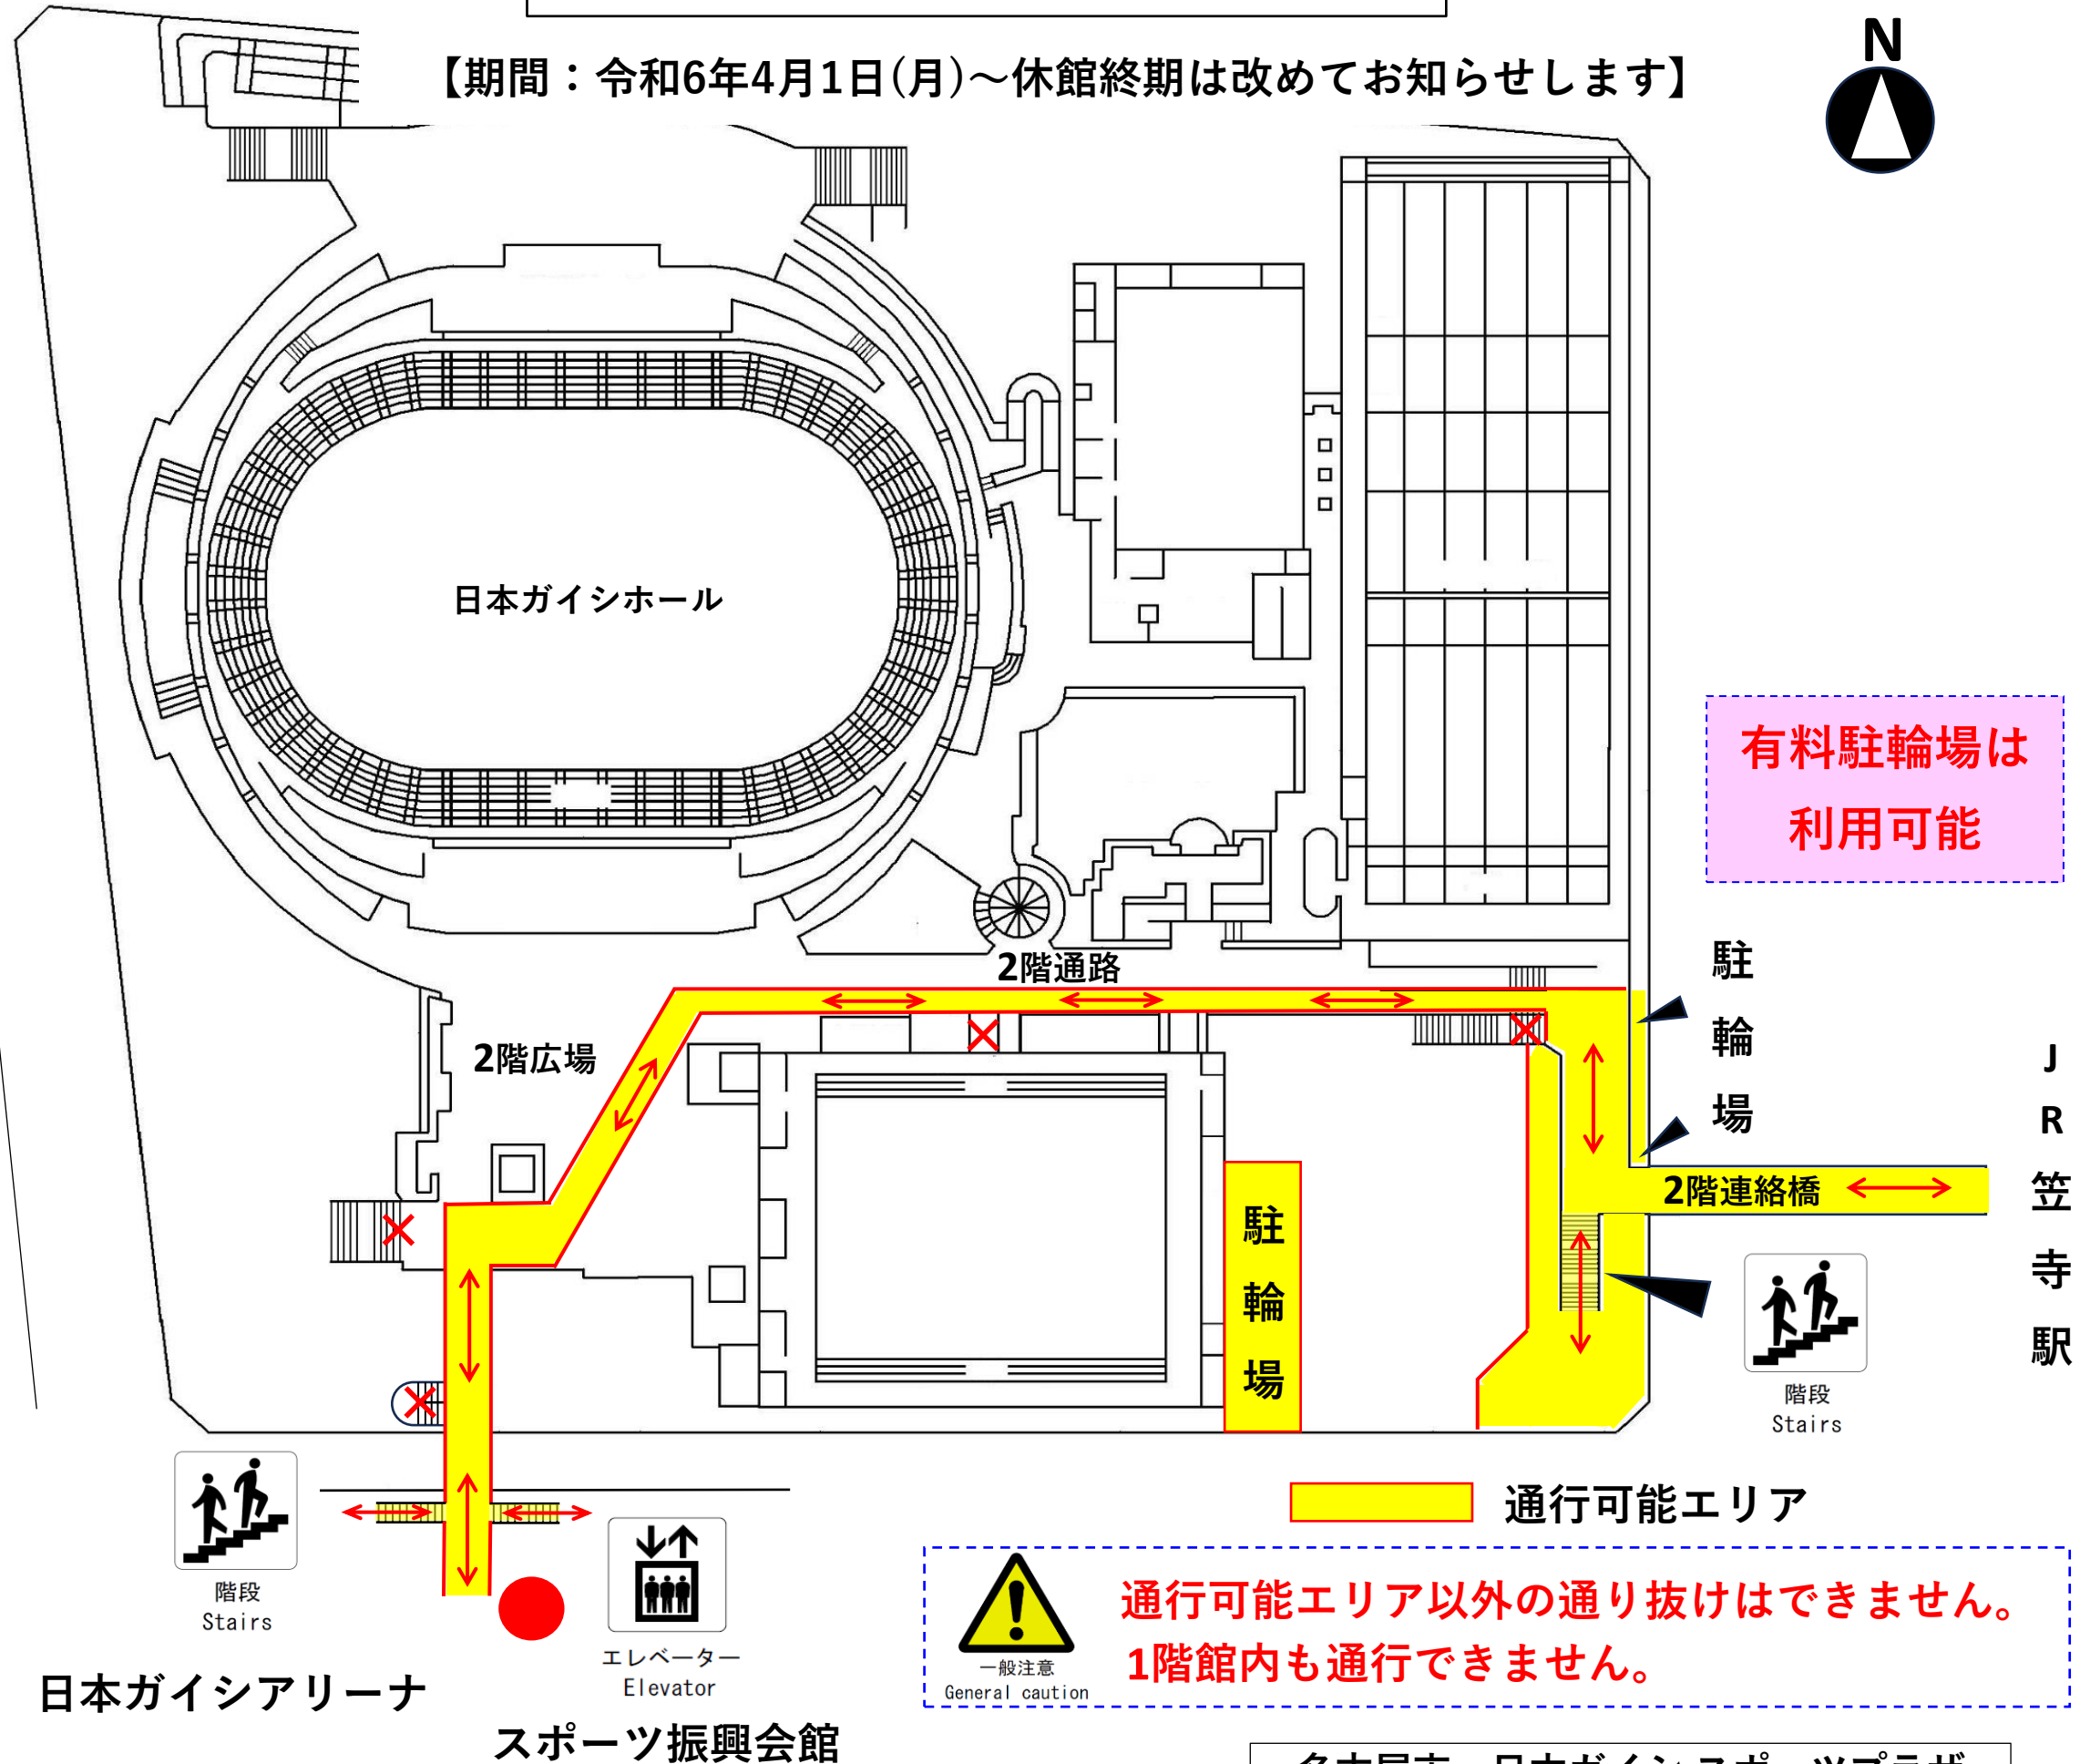 【期間：令和6年4月1日(月)～休館終期は改めてお知らせします】
N
日本ガイシホール
有料駐輪場は
利用可能
2階通路
駐輪場
2階広場
JR笠寺駅
2階連絡橋
駐輪場
階段
Stairs
通行可能エリア
階段
Stairs
エレベーター
Elevator
一般注意
General caution
通行可能エリア以外の通り抜けはできません。
1階館内も通行できません。
日本ガイシアリーナ
スポーツ振興会館